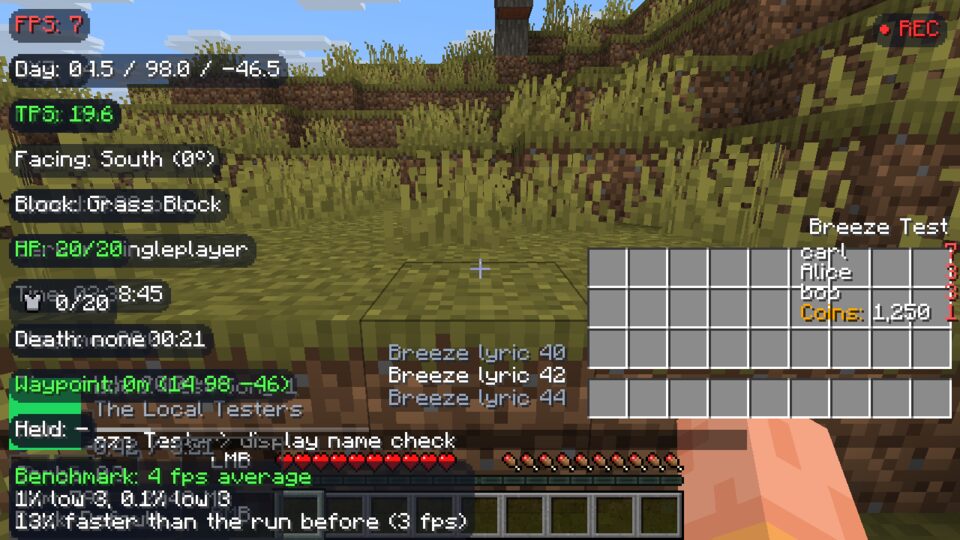 FPS: 7
REC
Day: 04.5 / 98.0 / -46.5
TPS: 19.6
Facing: South (0°)
Block: Grass Block
HP: 20/20 ingleplayer
Breeze Test
carl 7
Alice 3
bob 3
Coins: 1,250 1
8:45
0/20
Death: none 00:21
Breeze lyric 40
Breeze lyric 42
Breeze lyric 44
Waypoint: 0m (14 98 -46)
The Local Testers
Held: -
display name check
LMB
Benchmark: 4 fps average
1% low 3, 0.1% low 3
13% faster than the run before (3 fps)